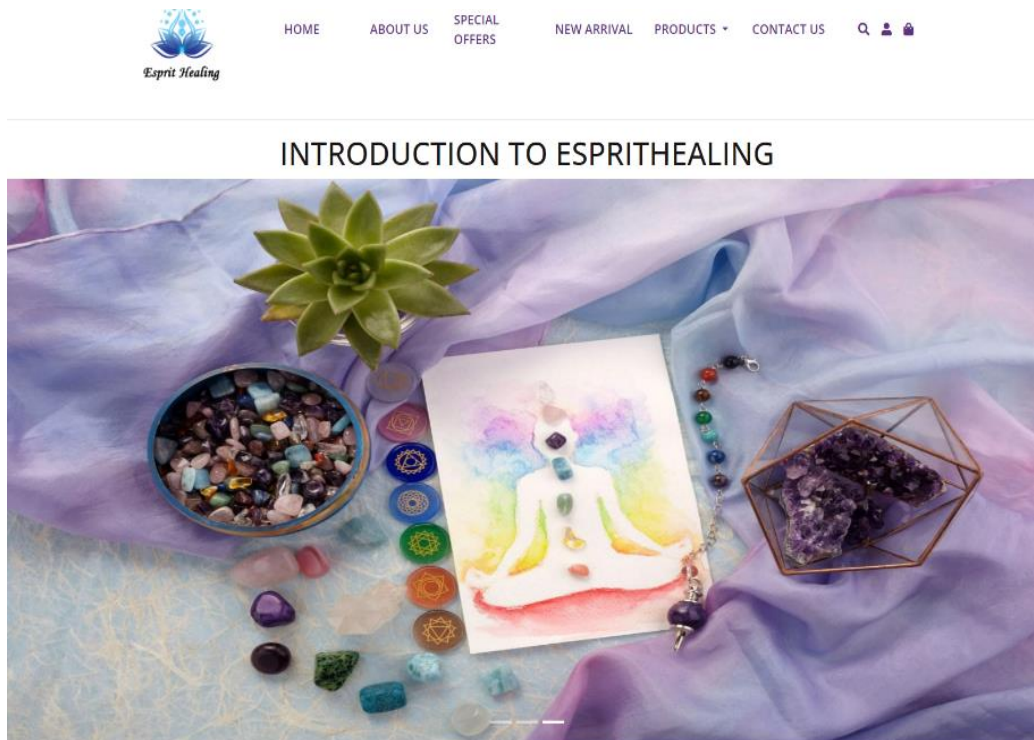 Esprit Healing
HOME
ABOUT US
SPECIAL
OFFERS
NEW ARRIVAL
PRODUCTS
CONTACT US
INTRODUCTION TO ESPRITHEALING